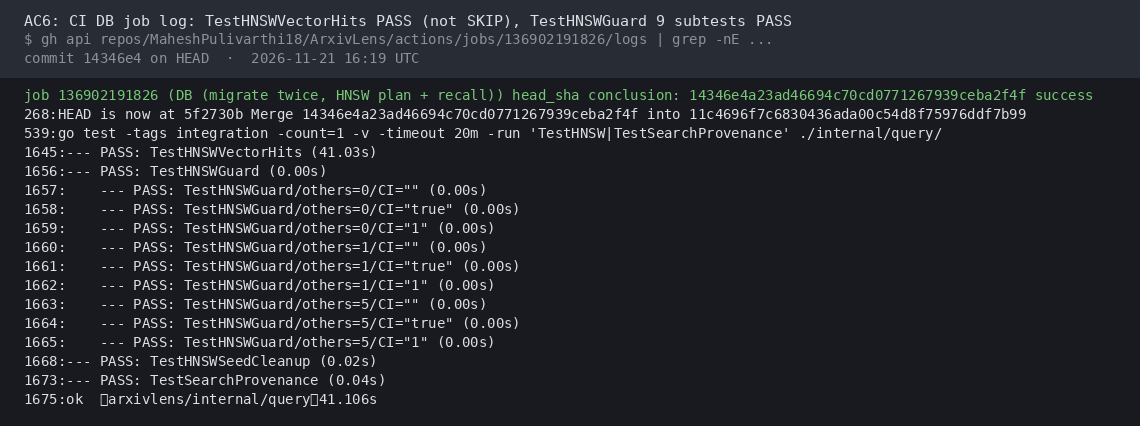 AC6: CI DB job log: TestHNSWVectorHits PASS (not SKIP), TestHNSWGuard 9 subtests PASS
$ gh api repos/MaheshPulivarthi18/ArxivLens/actions/jobs/136902191826/logs | grep -nE ...
commit 14346e4 on HEAD · 2026-11-21 16:19 UTC
job 136902191826 (DB (migrate twice, HNSW plan + recall)) head_sha conclusion: 14346e4a23ad46694c70cd0771267939ceba2f4f success
268:HEAD is now at 5f2730b Merge 14346e4a23ad46694c70cd0771267939ceba2f4f into 11c4696f7c6830436ada00c54d8f75976ddf7b99
539:go test -tags integration -count=1 -v -timeout 20m -run 'TestHNSW|TestSearchProvenance' ./internal/query/
1645:--- PASS: TestHNSWVectorHits (41.03s)
1656:--- PASS: TestHNSWGuard (0.00s)
1657:    --- PASS: TestHNSWGuard/others=0/CI="" (0.00s)
1658:    --- PASS: TestHNSWGuard/others=0/CI="true" (0.00s)
1659:    --- PASS: TestHNSWGuard/others=0/CI="1" (0.00s)
1660:    --- PASS: TestHNSWGuard/others=1/CI="" (0.00s)
1661:    --- PASS: TestHNSWGuard/others=1/CI="true" (0.00s)
1662:    --- PASS: TestHNSWGuard/others=1/CI="1" (0.00s)
1663:    --- PASS: TestHNSWGuard/others=5/CI="" (0.00s)
1664:    --- PASS: TestHNSWGuard/others=5/CI="true" (0.00s)
1665:    --- PASS: TestHNSWGuard/others=5/CI="1" (0.00s)
1668:--- PASS: TestHNSWSeedCleanup (0.02s)
1673:--- PASS: TestSearchProvenance (0.04s)
1675:ok  ▯arxivlens/internal/query▯41.106s